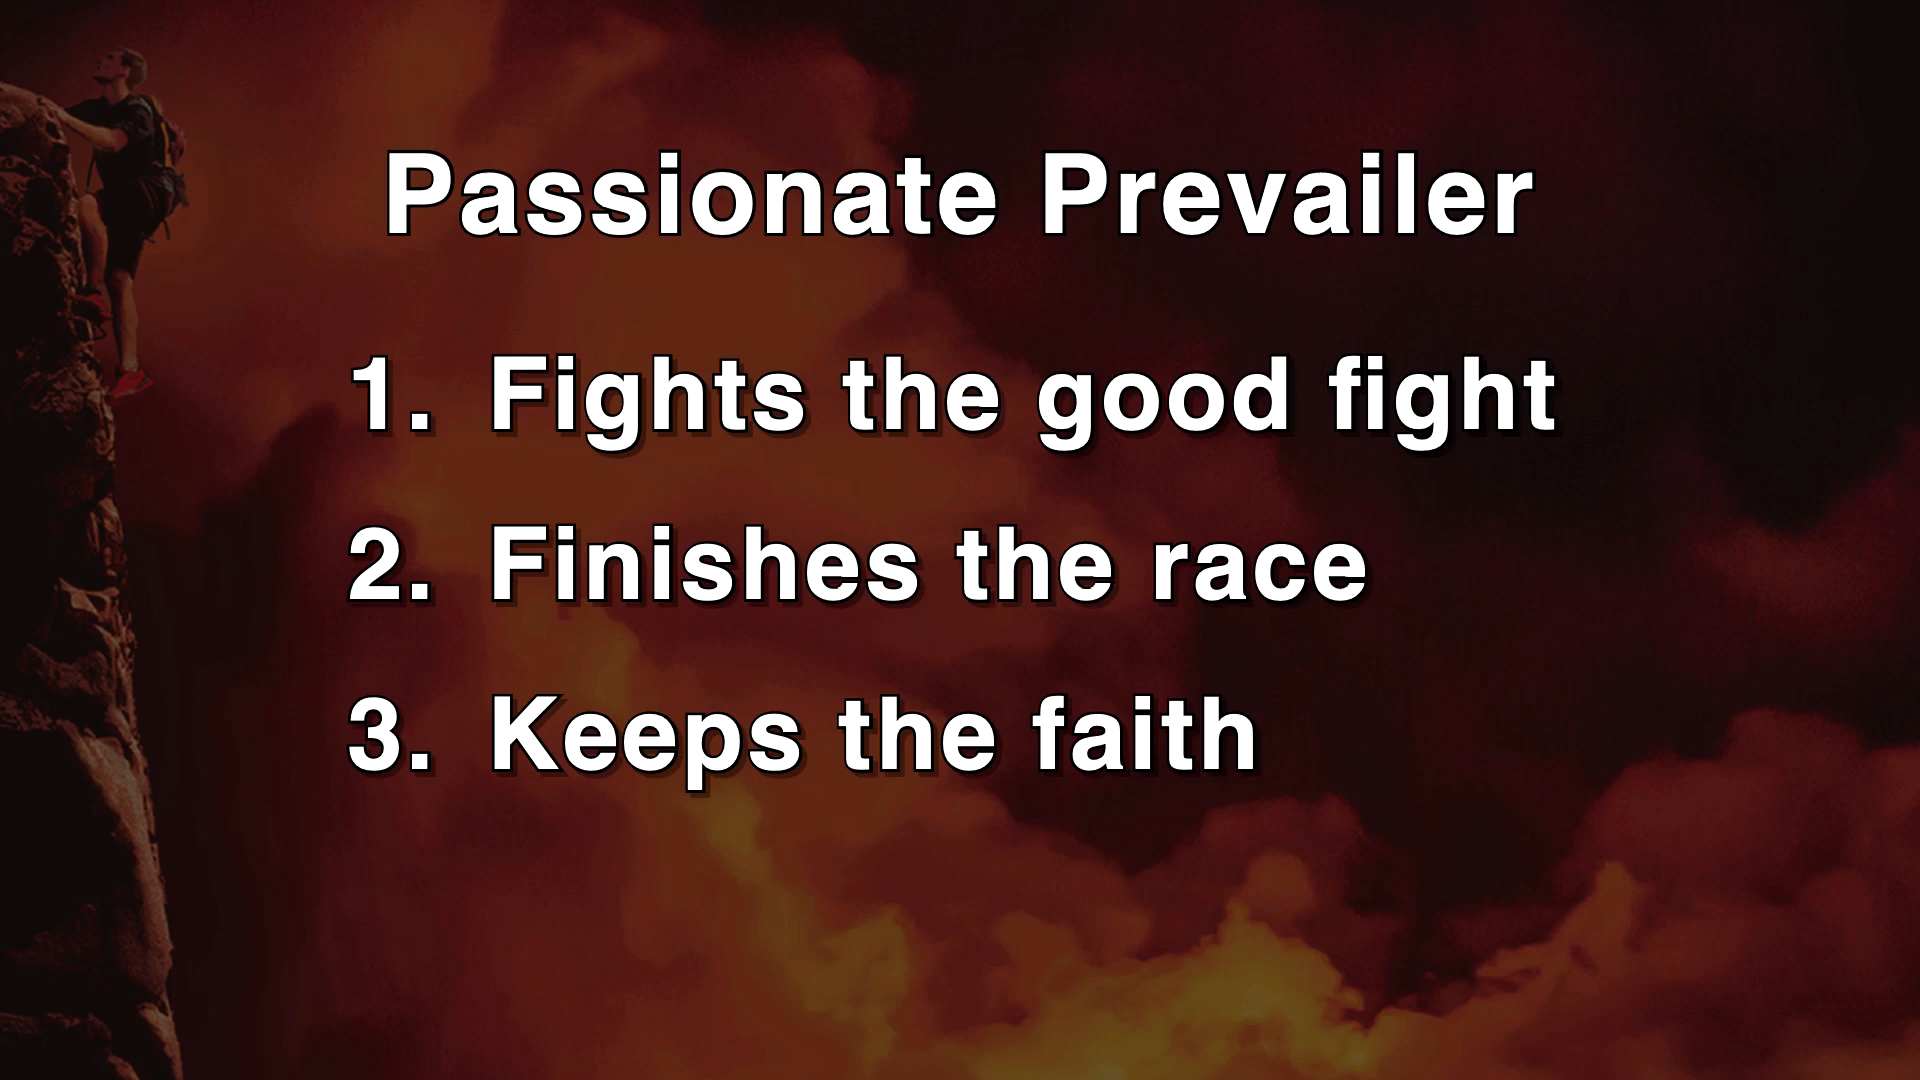 Passionate Prevailer
1. Fights the good fight
2. Finishes the race
3. Keeps the faith